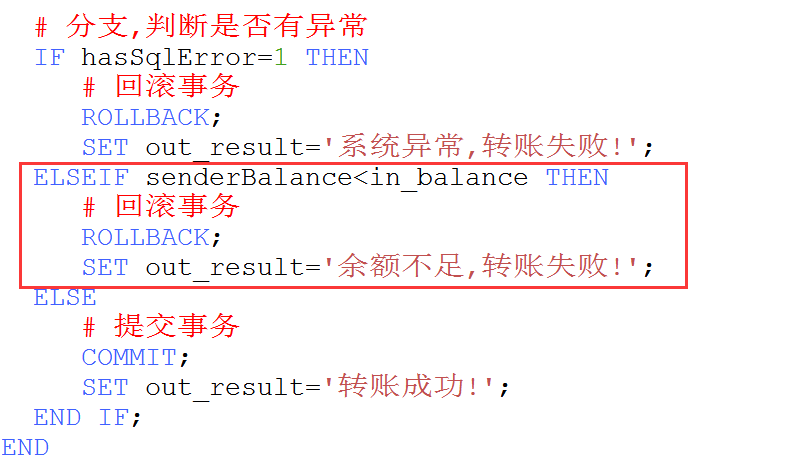 # 分支,判断是否有异常
IF hasSqlError=1 THEN
# 回滚事务
ROLLBACK;
SET out_result='系统异常,转账失败!';
ELSEIF senderBalance<in_balance THEN
# 回滚事务
ROLLBACK;
SET out_result='余额不足,转账失败!';
ELSE
# 提交事务
COMMIT;
SET out_result='转账成功!';
END IF;
END